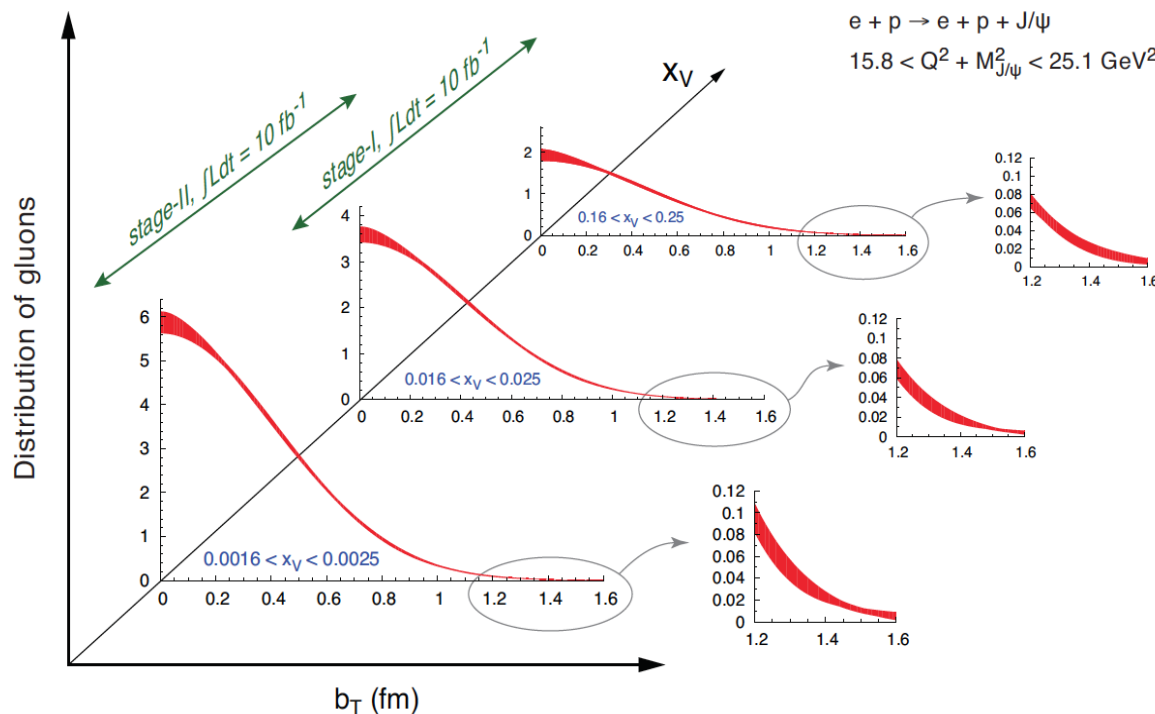 e + p → e + p + J/ψ
15.8 < Q² + M²_J/ψ < 25.1 GeV²
Distribution of gluons
stage-II, ∫Ldt = 10 fb⁻¹
stage-I, ∫Ldt = 10 fb⁻¹
x_V
2
1
0
0.16 < x_V < 0.25
0 0.2 0.4 0.6 0.8 1 1.2 1.4 1.6
0.12
0.1
0.08
0.06
0.04
0.02
0
1.2 1.4 1.6
4
3
2
1
0
0.016 < x_V < 0.025
0 0.2 0.4 0.6 0.8 1 1.2 1.4 1.6
0.12
0.1
0.08
0.06
0.04
0.02
0
1.2 1.4 1.6
6
5
4
3
2
1
0
0.0016 < x_V < 0.0025
0 0.2 0.4 0.6 0.8 1 1.2 1.4 1.6
0.12
0.1
0.08
0.06
0.04
0.02
0
1.2 1.4 1.6
b_T (fm)